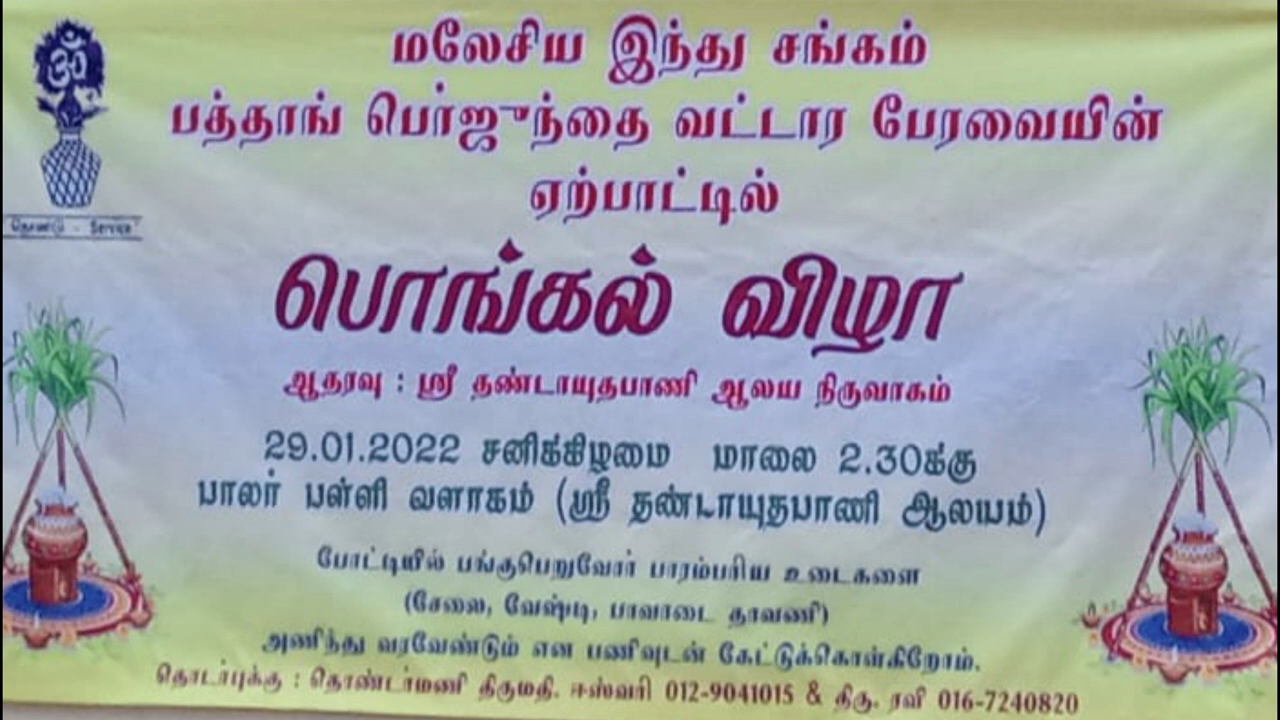 மலேசிய இந்து சங்கம்
பத்தாங் பெர்ஜுந்தை வட்டார பேரவையின்
ஏற்பாட்டில்
தொண்டு - Service
பொங்கல் விழா
ஆதரவு : ஸ்ரீ தண்டாயுதபாணி ஆலய நிருவாகம்
29.01.2022 சனிக்கிழமை மாலை 2.30க்கு
பாலர் பள்ளி வளாகம் (ஸ்ரீ தண்டாயுதபாணி ஆலயம்)
போட்டியில் பங்குபெறுவோர் பாரம்பரிய உடைகளை
(சேலை, வேஷ்டி, பாவாடை தாவணி)
அணிந்து வரவேண்டும் என பணிவுடன் கேட்டுக்கொள்கிறோம்.
தொடர்புக்கு : தொண்டர்மணி திருமதி. ஈஸ்வரி 012-9041015 & திரு. ரவி 016-7240820